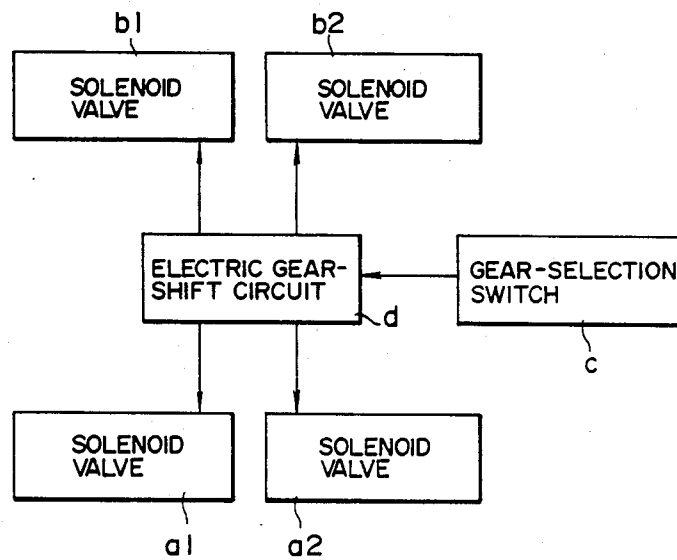 b1
b2
SOLENOID
VALVE
SOLENOID
VALVE
ELECTRIC GEAR-
SHIFT CIRCUIT
d
GEAR-SELECTION
SWITCH
c
SOLENOID
VALVE
SOLENOID
VALVE
a1
a2